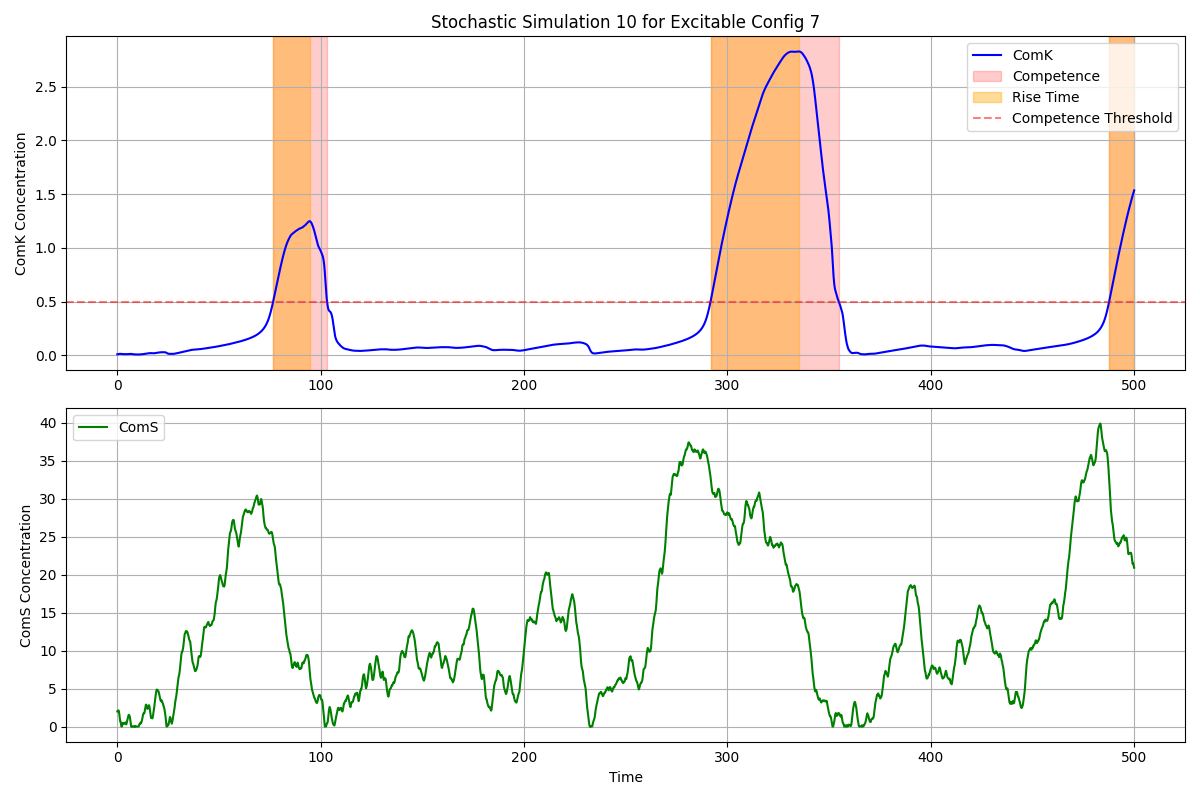 Stochastic Simulation 10 for Excitable Config 7
ComK Concentration
2.5
2.0
1.5
1.0
0.5
0.0
ComK
Competence
Rise Time
Competence Threshold
0 100 200 300 400 500
ComS Concentration
40
35
30
25
20
15
10
5
0
ComS
0 100 200 300 400 500
Time